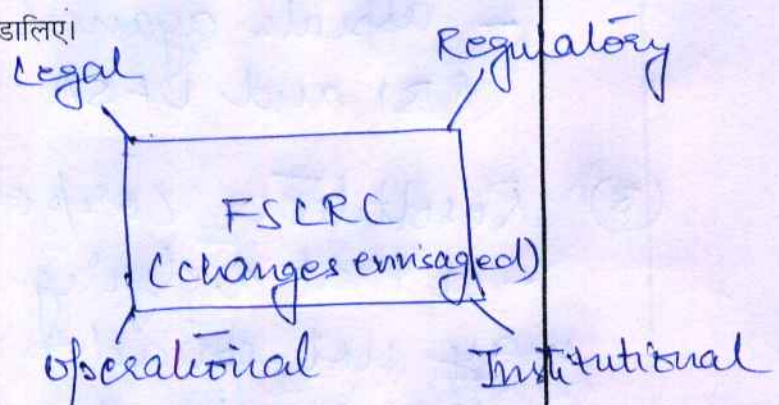 डालिए।
Legal Regulatory
FSLRC
(changes envisaged)
operational Institutional